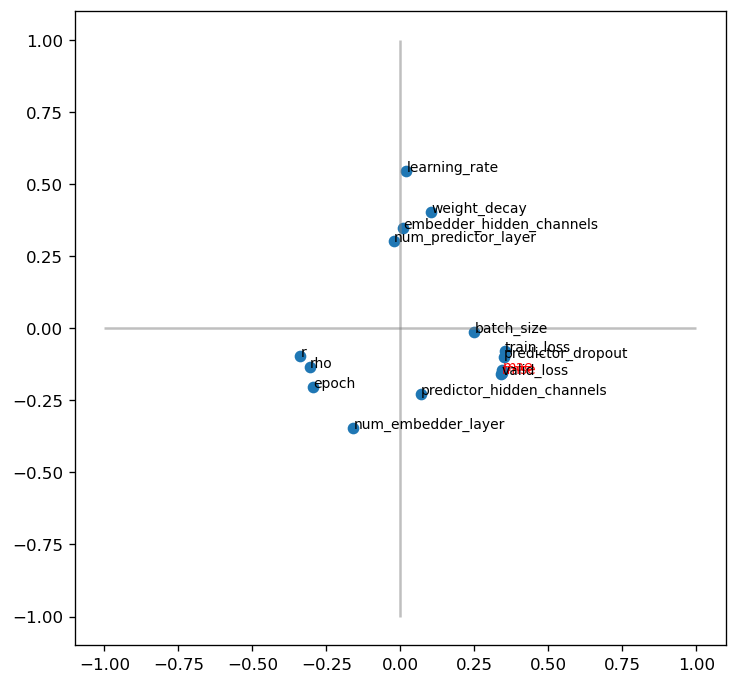 1.00
0.75
learning_rate
0.50
weight_decay
embedder_hidden_channels
num_predictor_layer
0.25
0.00
batch_size
train_loss
r
predictor_dropout
rho
valid_loss
epoch
predictor_hidden_channels
−0.25
num_embedder_layer
−0.50
−0.75
−1.00
−1.00 −0.75 −0.50 −0.25 0.00 0.25 0.50 0.75 1.00